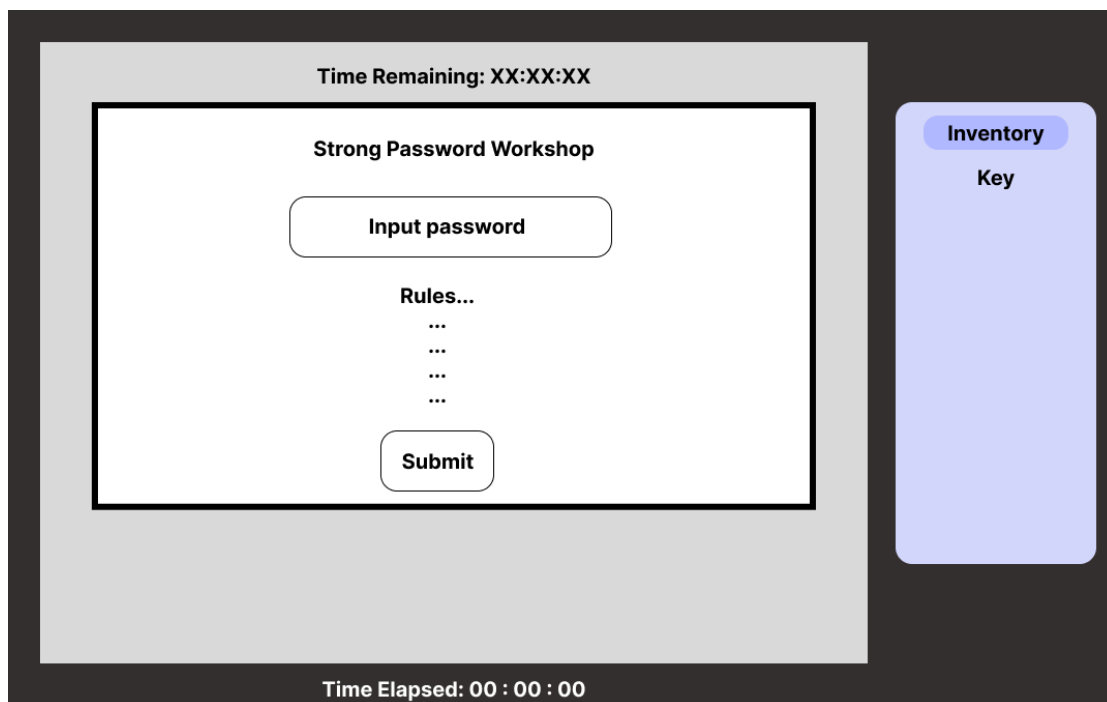 Time Remaining: XX:XX:XX
Strong Password Workshop
Input password
Rules...
...
...
...
...
Submit
Inventory
Key
Time Elapsed: 00 : 00 : 00